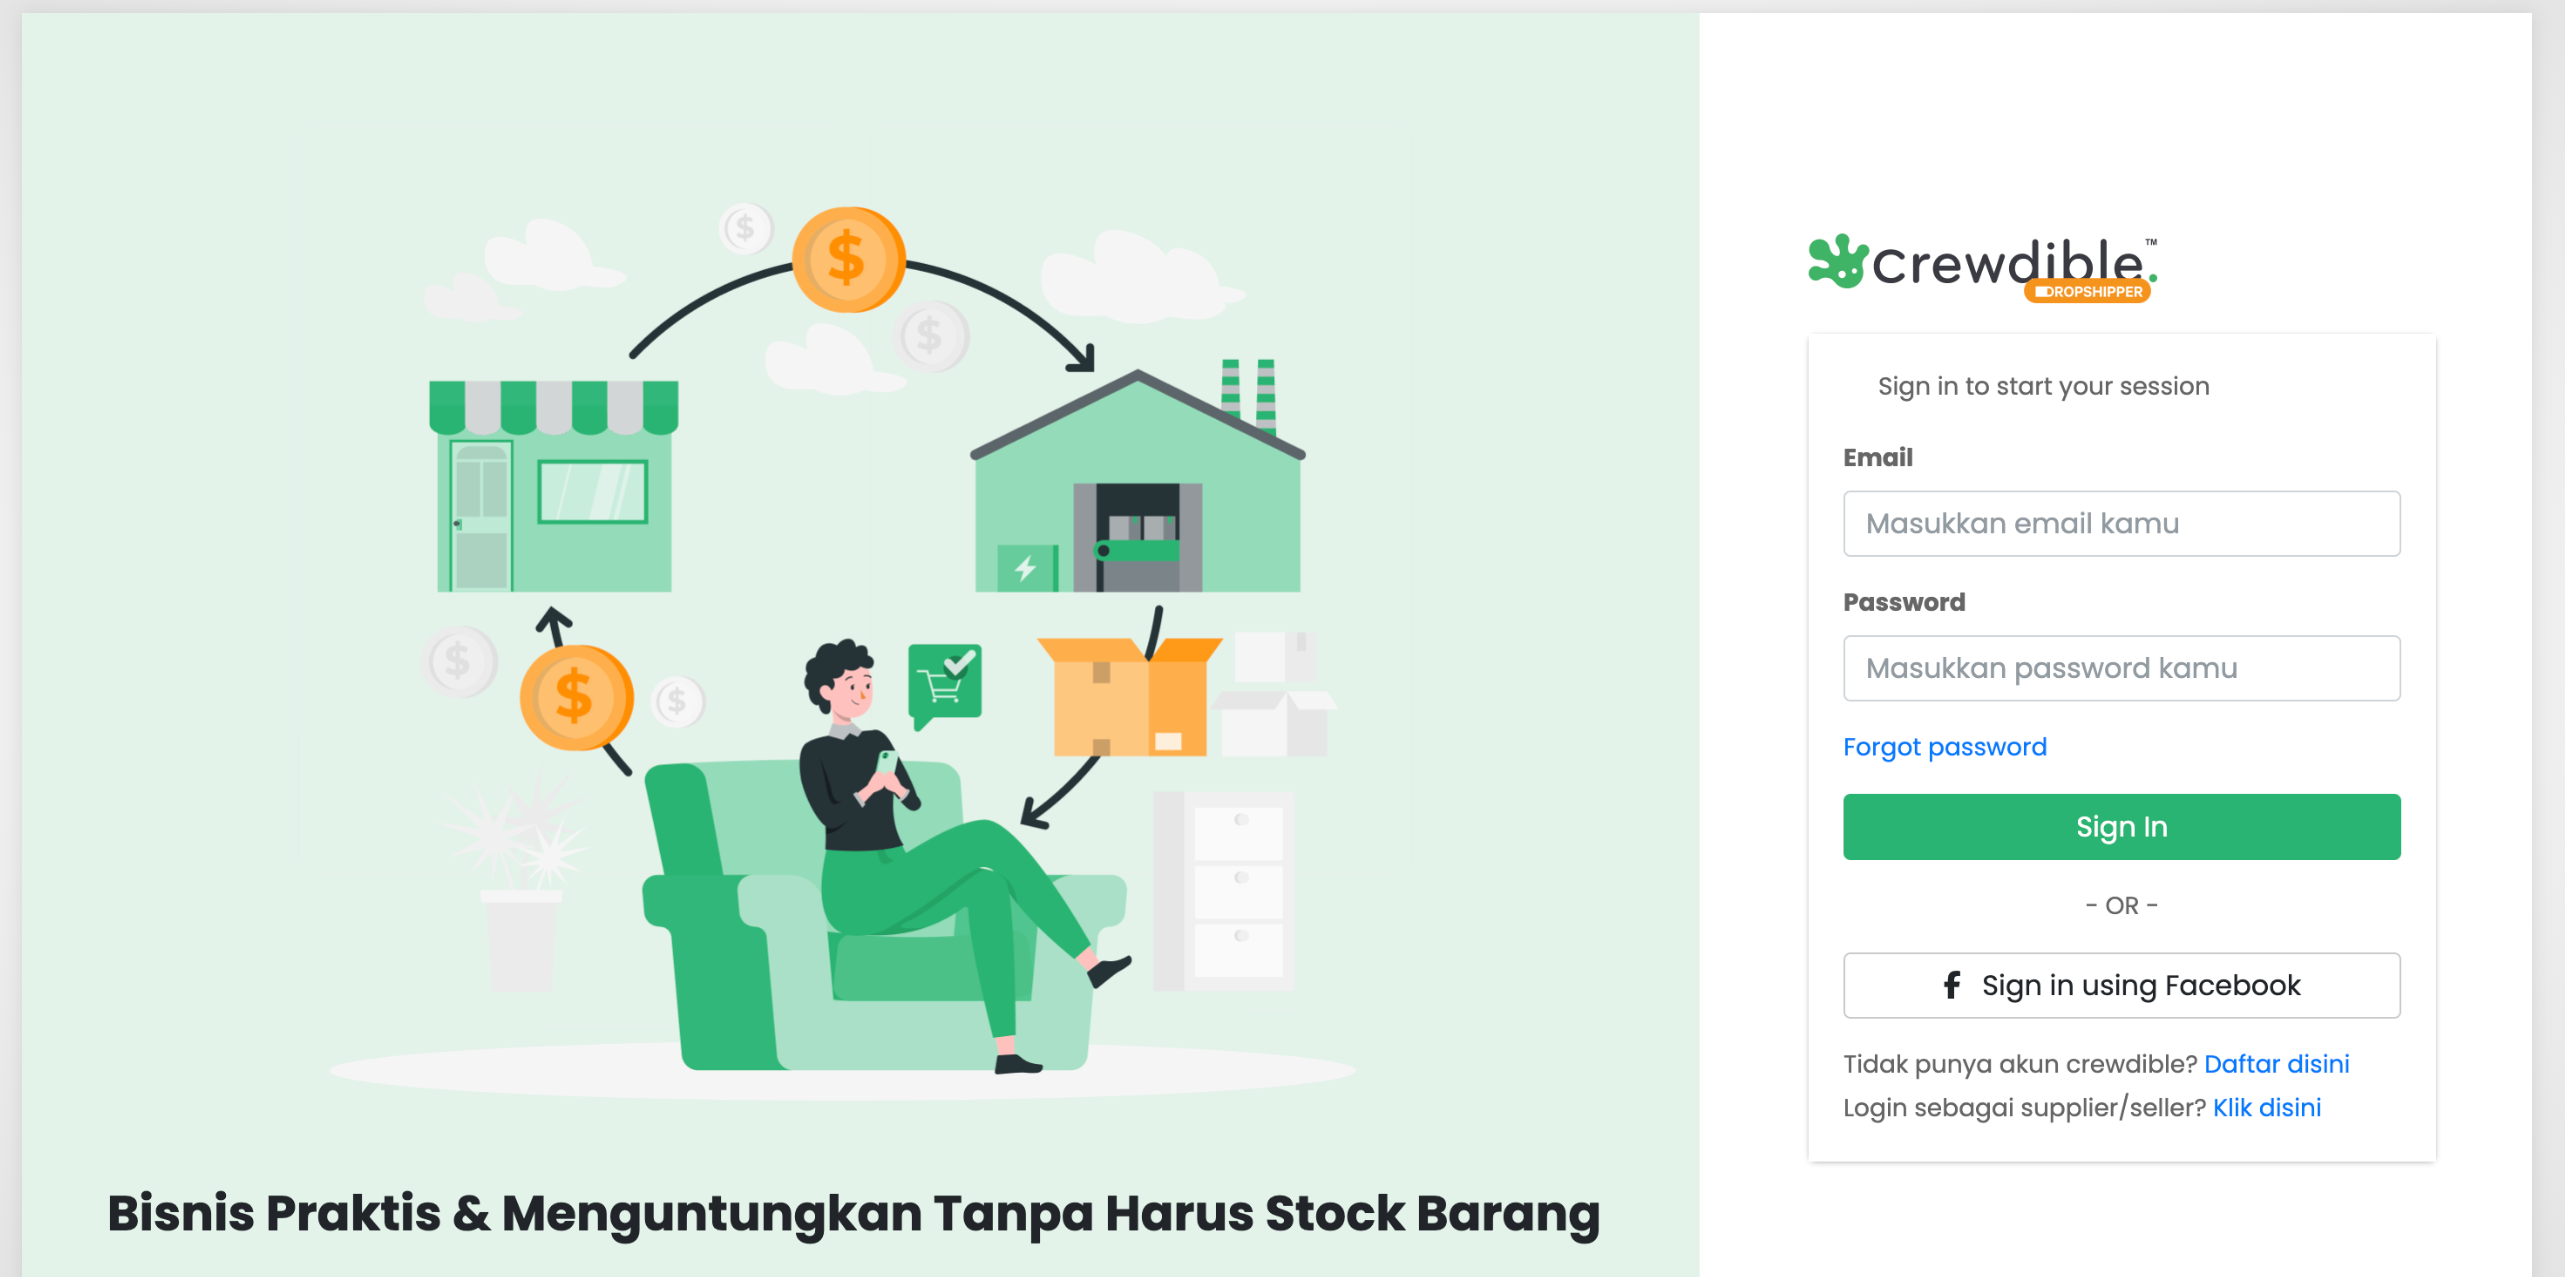 crewdible.™
DROPSHIPPER
Sign in to start your session
Email
Masukkan email kamu
Password
Masukkan password kamu
Forgot password
Sign In
- OR -
Sign in using Facebook
Tidak punya akun crewdible? Daftar disini
Login sebagai supplier/seller? Klik disini
Bisnis Praktis & Menguntungkan Tanpa Harus Stock Barang